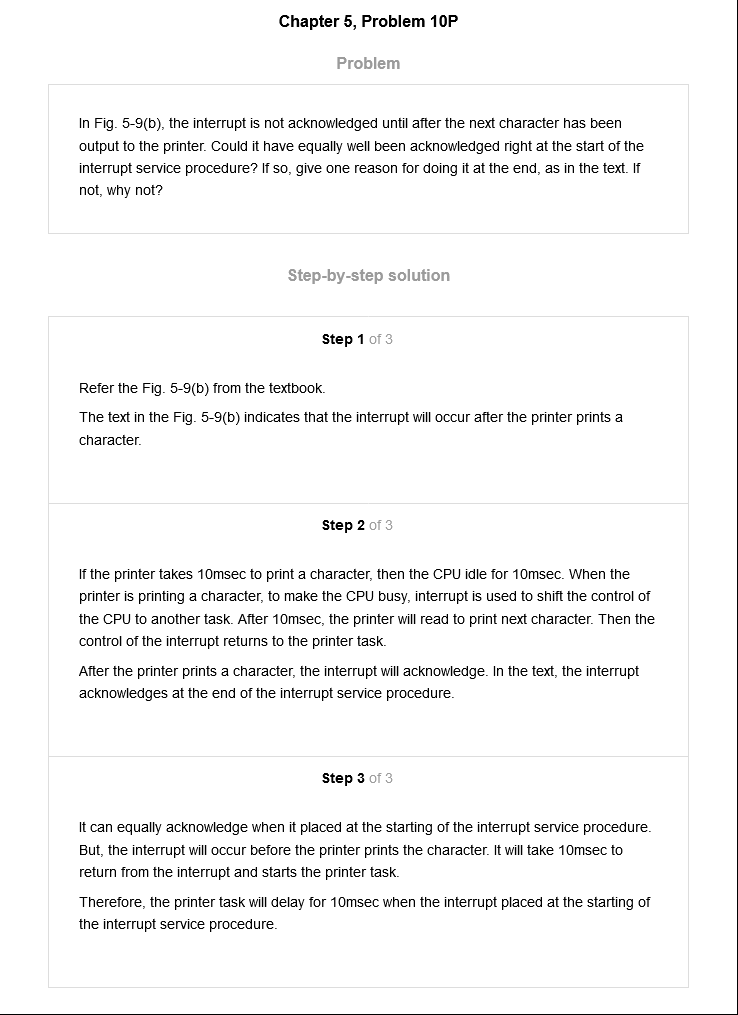 Chapter 5, Problem 10P
Problem
In Fig. 5-9(b), the interrupt is not acknowledged until after the next character has been
output to the printer. Could it have equally well been acknowledged right at the start of the
interrupt service procedure? If so, give one reason for doing it at the end, as in the text. If
not, why not?
Step-by-step solution
Step 1 of 3
Refer the Fig. 5-9(b) from the textbook.
The text in the Fig. 5-9(b) indicates that the interrupt will occur after the printer prints a
character.
Step 2 of 3
If the printer takes 10msec to print a character, then the CPU idle for 10msec. When the
printer is printing a character, to make the CPU busy, interrupt is used to shift the control of
the CPU to another task. After 10msec, the printer will read to print next character. Then the
control of the interrupt returns to the printer task.
After the printer prints a character, the interrupt will acknowledge. In the text, the interrupt
acknowledges at the end of the interrupt service procedure.
Step 3 of 3
It can equally acknowledge when it placed at the starting of the interrupt service procedure.
But, the interrupt will occur before the printer prints the character. It will take 10msec to
return from the interrupt and starts the printer task.
Therefore, the printer task will delay for 10msec when the interrupt placed at the starting of
the interrupt service procedure.